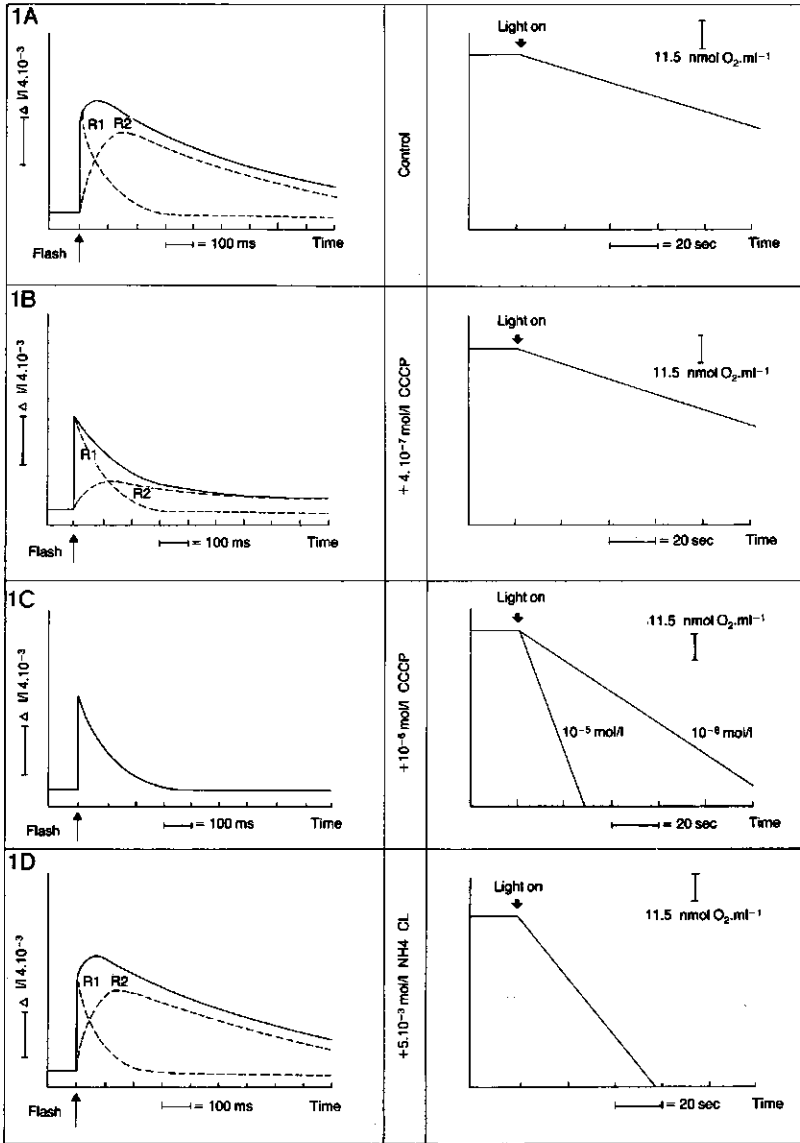 1A
Δ I/I 4.10⁻³
R1
R2
Flash
= 100 ms
Time
Control
Light on
11.5 nmol O₂.ml⁻¹
= 20 sec
Time
1B
Δ I/I 4.10⁻³
R1
R2
Flash
= 100 ms
Time
+ 4.10⁻⁷ mol/l CCCP
Light on
11.5 nmol O₂.ml⁻¹
= 20 sec
Time
1C
Δ I/I 4.10⁻³
Flash
= 100 ms
Time
+10⁻⁶ mol/l CCCP
Light on
11.5 nmol O₂.ml⁻¹
10⁻⁵ mol/l
10⁻⁶ mol/l
= 20 sec
Time
1D
Δ I/I 4.10⁻³
R1
R2
Flash
= 100 ms
Time
+5.10⁻³ mol/l NH4 CL
Light on
11.5 nmol O₂.ml⁻¹
= 20 sec
Time